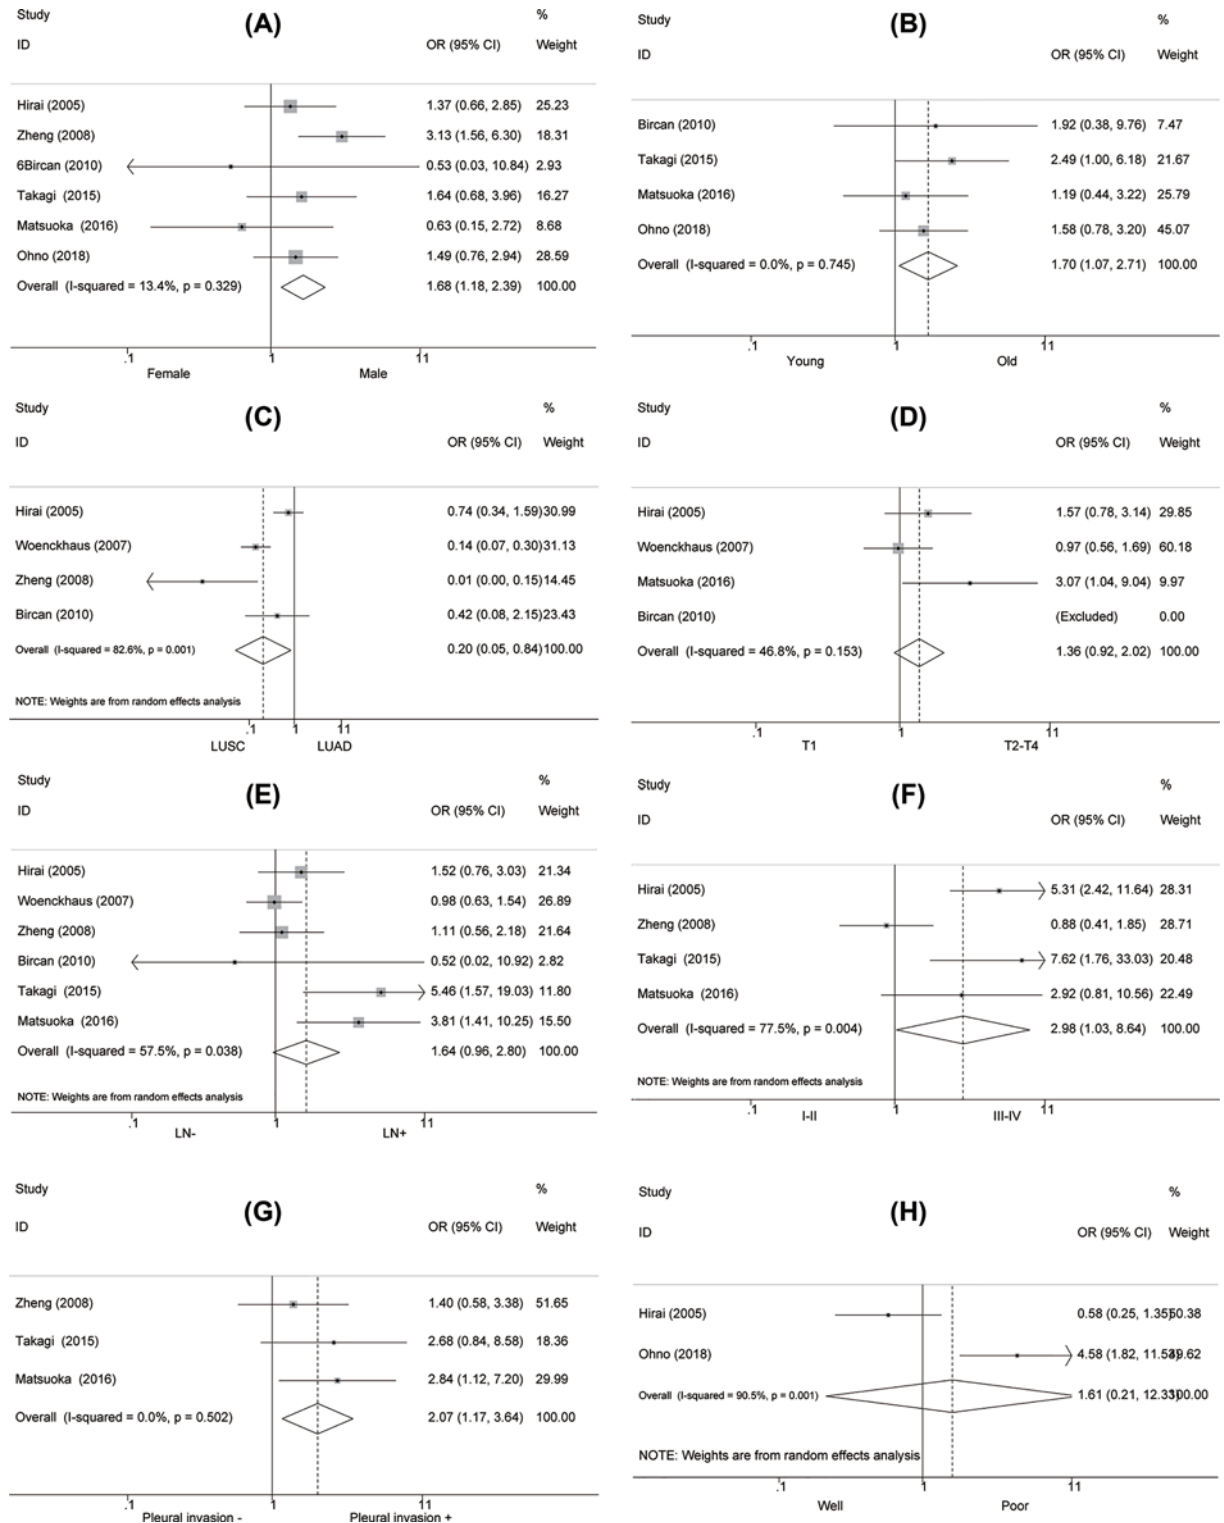 (A)
Study %
ID OR (95% CI) Weight
Hirai (2005) 1.37 (0.66, 2.85) 25.23
Zheng (2008) 3.13 (1.56, 6.30) 18.31
6Bircan (2010) 0.53 (0.03, 10.84) 2.93
Takagi (2015) 1.64 (0.68, 3.96) 16.27
Matsuoka (2016) 0.63 (0.15, 2.72) 8.68
Ohno (2018) 1.49 (0.76, 2.94) 28.59
Overall (I-squared = 13.4%, p = 0.329) 1.68 (1.18, 2.39) 100.00
.1 1 11
Female Male
(B)
Study %
ID OR (95% CI) Weight
Bircan (2010) 1.92 (0.38, 9.76) 7.47
Takagi (2015) 2.49 (1.00, 6.18) 21.67
Matsuoka (2016) 1.19 (0.44, 3.22) 25.79
Ohno (2018) 1.58 (0.78, 3.20) 45.07
Overall (I-squared = 0.0%, p = 0.745) 1.70 (1.07, 2.71) 100.00
.1 1 11
Young Old
(C)
Study %
ID OR (95% CI) Weight
Hirai (2005) 0.74 (0.34, 1.59) 30.99
Woenckhaus (2007) 0.14 (0.07, 0.30) 31.13
Zheng (2008) 0.01 (0.00, 0.15) 14.45
Bircan (2010) 0.42 (0.08, 2.15) 23.43
Overall (I-squared = 82.6%, p = 0.001) 0.20 (0.05, 0.84) 100.00
NOTE: Weights are from random effects analysis
.1 1 11
LUSC LUAD
(D)
Study %
ID OR (95% CI) Weight
Hirai (2005) 1.57 (0.78, 3.14) 29.85
Woenckhaus (2007) 0.97 (0.56, 1.69) 60.18
Matsuoka (2016) 3.07 (1.04, 9.04) 9.97
Bircan (2010) (Excluded) 0.00
Overall (I-squared = 46.8%, p = 0.153) 1.36 (0.92, 2.02) 100.00
.1 1 11
T1 T2-T4
(E)
Study %
ID OR (95% CI) Weight
Hirai (2005) 1.52 (0.76, 3.03) 21.34
Woenckhaus (2007) 0.98 (0.63, 1.54) 26.89
Zheng (2008) 1.11 (0.56, 2.18) 21.64
Bircan (2010) 0.52 (0.02, 10.92) 2.82
Takagi (2015) 5.46 (1.57, 19.03) 11.80
Matsuoka (2016) 3.81 (1.41, 10.25) 15.50
Overall (I-squared = 57.5%, p = 0.038) 1.64 (0.96, 2.80) 100.00
NOTE: Weights are from random effects analysis
.1 1 11
LN- LN+
(F)
Study %
ID OR (95% CI) Weight
Hirai (2005) 5.31 (2.42, 11.64) 28.31
Zheng (2008) 0.88 (0.41, 1.85) 28.71
Takagi (2015) 7.62 (1.76, 33.03) 20.48
Matsuoka (2016) 2.92 (0.81, 10.56) 22.49
Overall (I-squared = 77.5%, p = 0.004) 2.98 (1.03, 8.64) 100.00
NOTE: Weights are from random effects analysis
.1 1 11
I-II III-IV
(G)
Study %
ID OR (95% CI) Weight
Zheng (2008) 1.40 (0.58, 3.38) 51.65
Takagi (2015) 2.68 (0.84, 8.58) 18.36
Matsuoka (2016) 2.84 (1.12, 7.20) 29.99
Overall (I-squared = 0.0%, p = 0.502) 2.07 (1.17, 3.64) 100.00
.1 1 11
Pleural invasion - Pleural invasion +
(H)
Study %
ID OR (95% CI) Weight
Hirai (2005) 0.58 (0.25, 1.35) 50.38
Ohno (2018) 4.58 (1.82, 11.53) 49.62
Overall (I-squared = 90.5%, p = 0.001) 1.61 (0.21, 12.33) 100.00
NOTE: Weights are from random effects analysis
.1 1 11
Well Poor